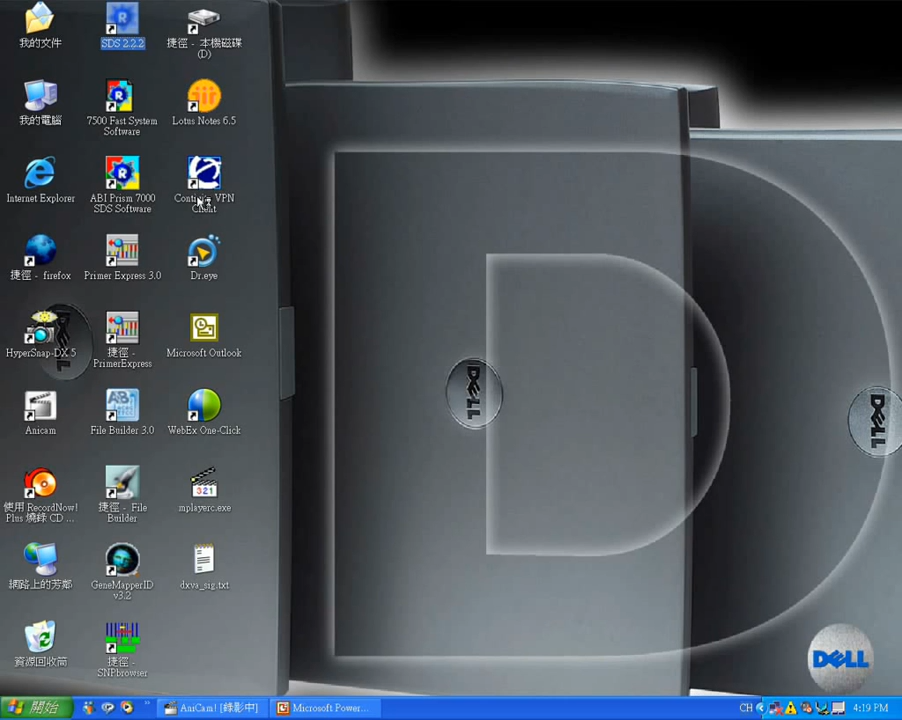 我的文件
SDS 2.2.2
捷徑 - 本機磁碟
(D)
我的電腦
7500 Fast System
Software
Lotus Notes 6.5
Internet Explorer
ABI Prism 7000
SDS Software
VPN
Client
捷徑 - firefox
Primer Express 3.0
Dr.eye
HyperSnap-DX 5
捷徑 -
PrimerExpress
Microsoft Outlook
Anicam
File Builder 3.0
WebEx One-Click
使用 RecordNow!
Plus 燒錄 CD ...
捷徑 - File
Builder
321
mplayerc.exe
網路上的芳鄰
GeneMapperID
v3.2
dxva_sig.txt
資源回收筒
捷徑 -
SNPbrowser
DELL
DELL
DELL
開始
AniCam! [錄影中]
Microsoft Power...
CH
4:19 PM